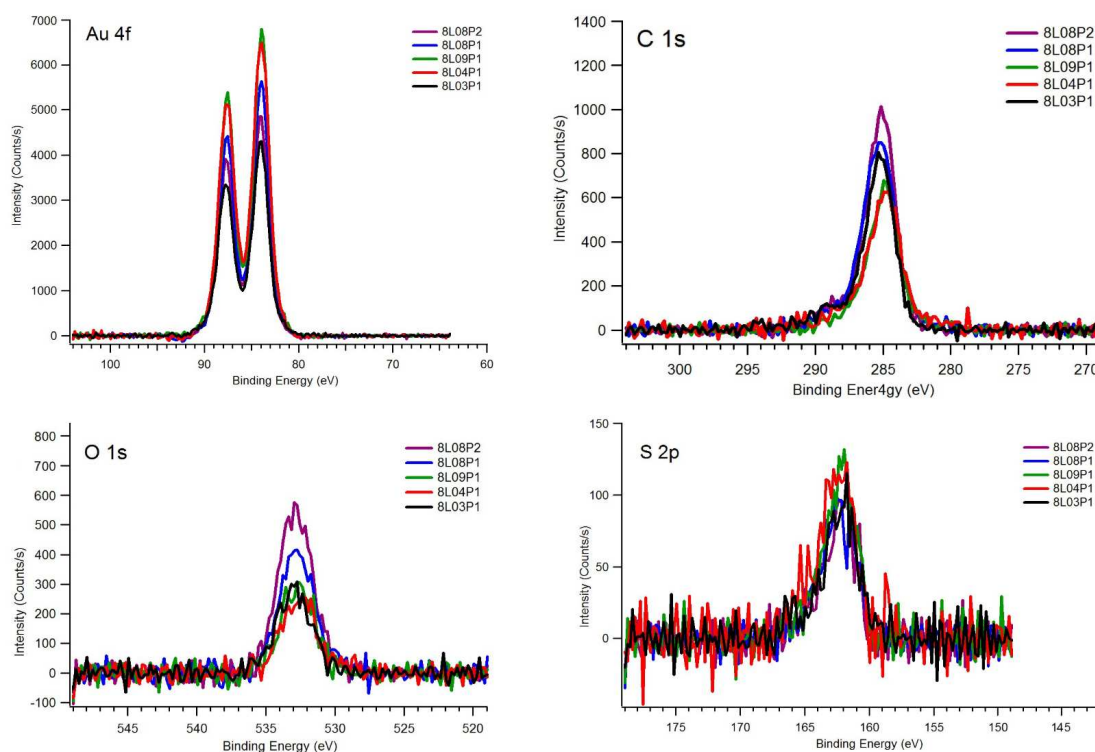 Au 4f
7000
6000
5000
4000
3000
2000
1000
0
Intensity (Counts/s)
100
90
80
70
60
Binding Energy (eV)
8L08P2
8L08P1
8L09P1
8L04P1
8L03P1
C 1s
1400
1200
1000
800
600
400
200
0
Intensity (Counts/s)
300
295
290
285
280
275
270
Binding Ener4gy (eV)
8L08P2
8L08P1
8L09P1
8L04P1
8L03P1
O 1s
800
700
600
500
400
300
200
100
0
-100
Intensity (Counts/s)
545
540
535
530
525
520
Binding Energy (eV)
8L08P2
8L08P1
8L09P1
8L04P1
8L03P1
S 2p
150
100
50
0
Intensity (Counts/s)
175
170
165
160
155
150
145
Binding Energy (eV)
8L08P2
8L08P1
8L09P1
8L04P1
8L03P1